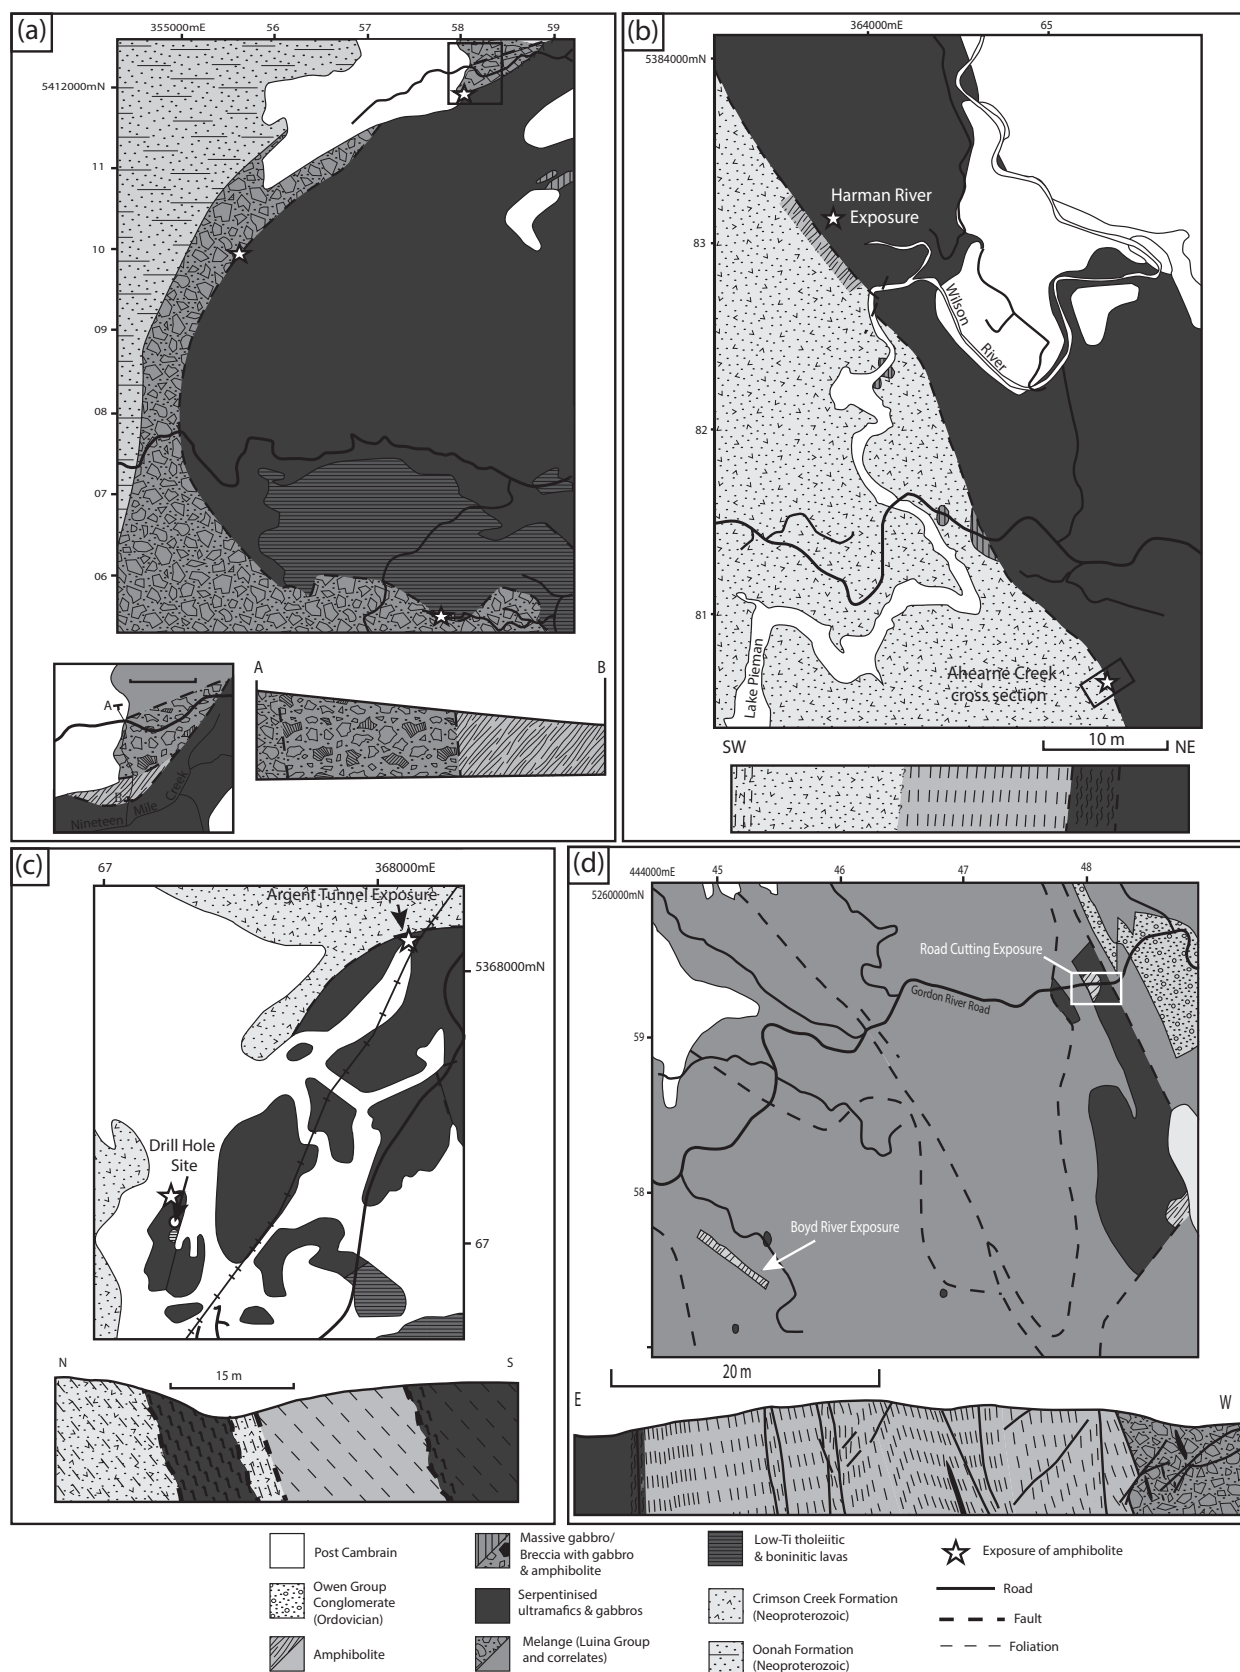 (a)
355000mE 56 57 58 59
5412000mN
11
10
09
08
07
06
A
B
Nineteen Mile Creek
A B
(b)
364000mE 65
5384000mN
83
82
81
Harman River
Exposure
Wilson
River
Lake Pieman
Ahearne Creek
cross section
10 m
SW NE
(c)
67 368000mE
Argent Tunnel Exposure
5368000mN
Drill Hole
Site
67
N S
15 m
(d)
444000mE 45 46 47 48
5260000mN
Road Cutting Exposure
Gordon River Road
59
58
Boyd River Exposure
20 m
E W
Post Cambrain
Owen Group
Conglomerate
(Ordovician)
Amphibolite
Massive gabbro/
Breccia with gabbro
& amphibolite
Serpentinised
ultramafics & gabbros
Melange (Luina Group
and correlates)
Low-Ti tholeiitic
& boninitic lavas
Crimson Creek Formation
(Neoproterozoic)
Oonah Formation
(Neoproterozoic)
Exposure of amphibolite
Road
Fault
Foliation